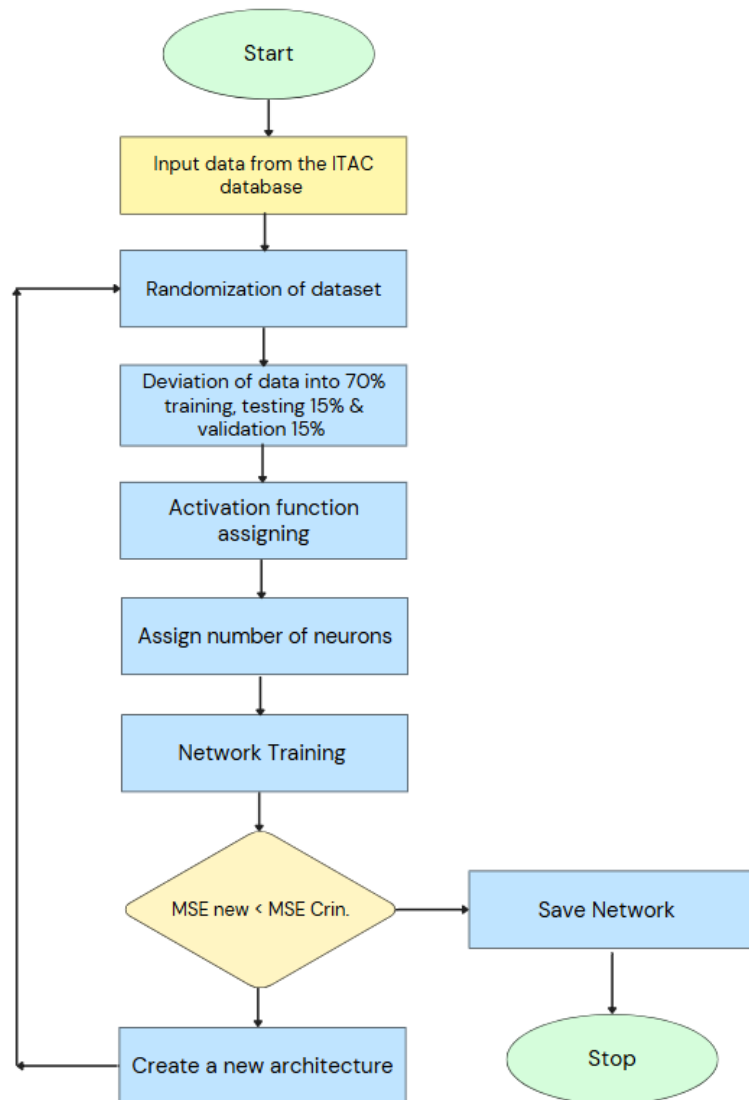 Start
Input data from the ITAC
database
Randomization of dataset
Deviation of data into 70%
training, testing 15% &
validation 15%
Activation function
assigning
Assign number of neurons
Network Training
MSE new < MSE Crin.
Save Network
Create a new architecture
Stop